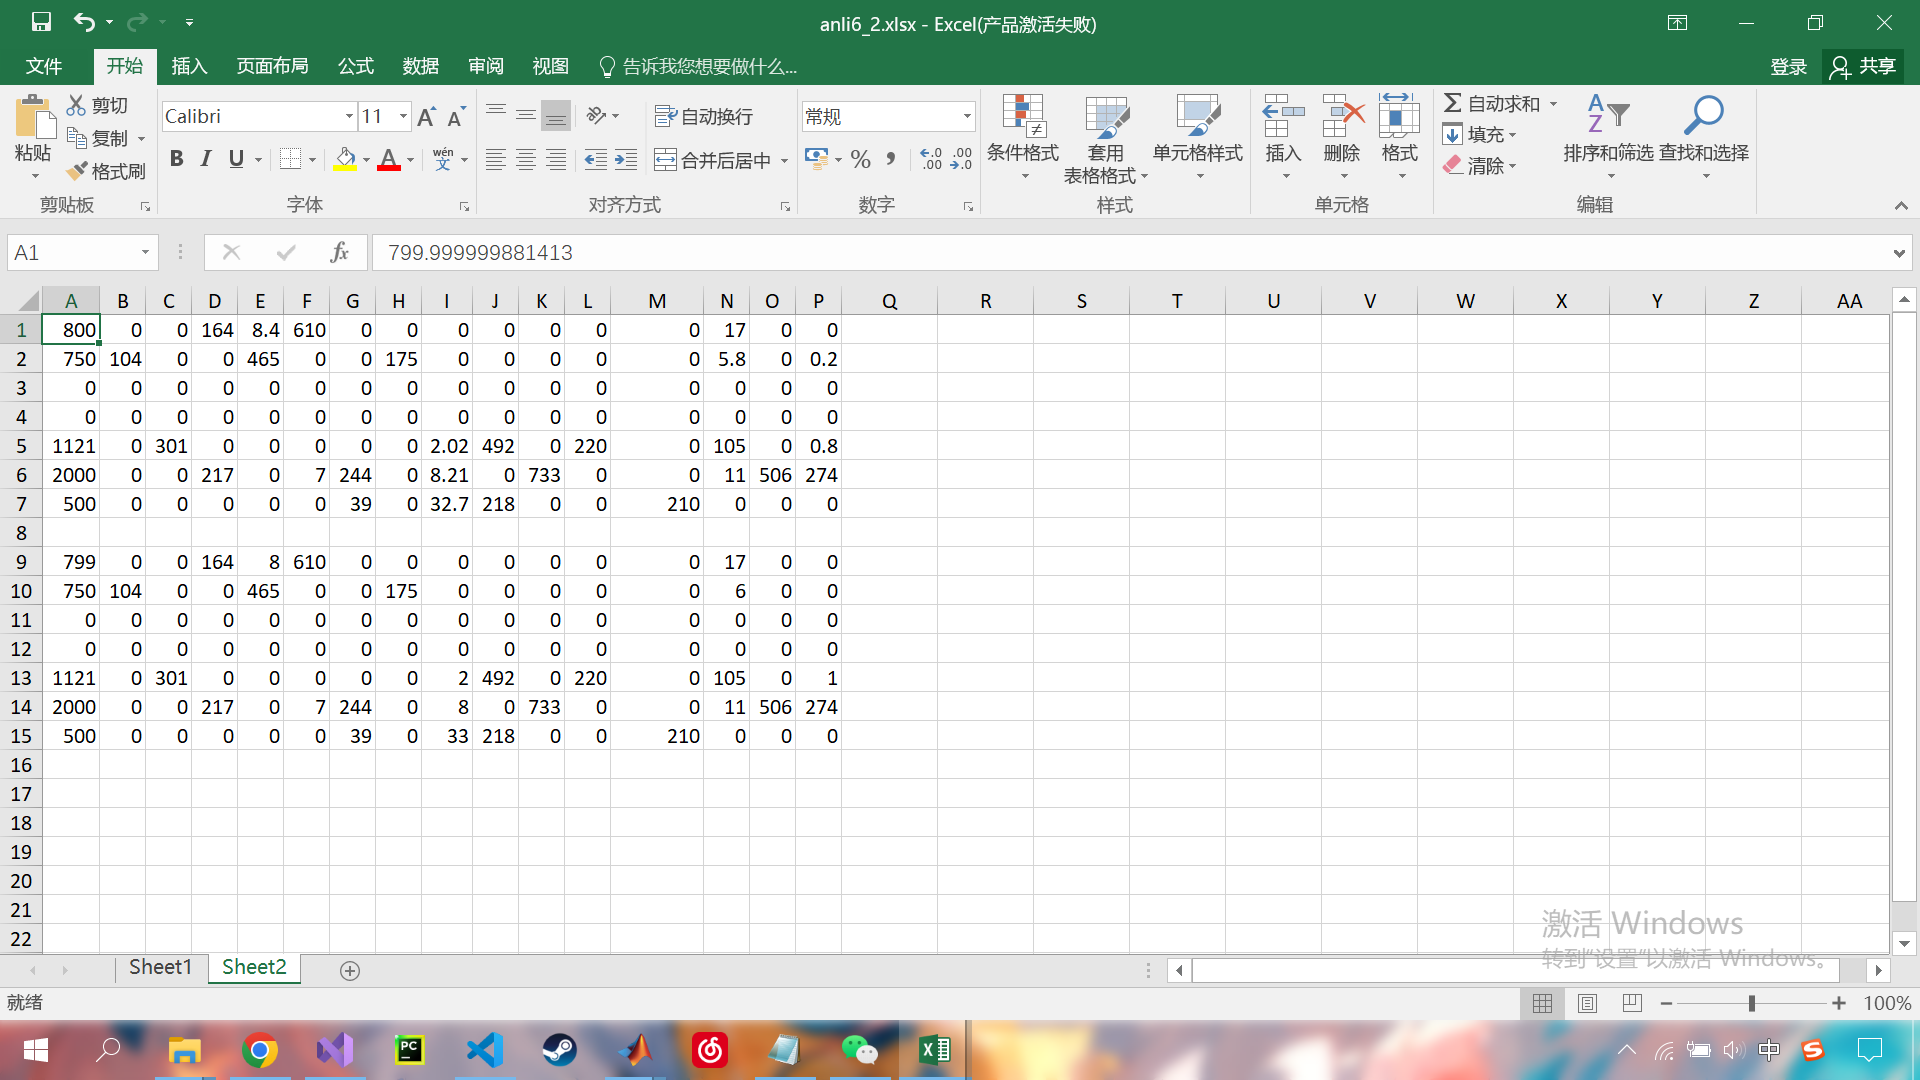 anli6_2.xlsx - Excel(产品激活失败)
文件 开始 插入 页面布局 公式 数据 审阅 视图 告诉我您想要做什么... 登录 共享
粘贴 剪切 复制 格式刷 剪贴板
Calibri 11 A A B I U A wén 文 字体
自动换行 合并后居中 对齐方式
常规 % , .0 .00 .00 .0 数字
条件格式 套用 表格格式 单元格样式 样式
插入 删除 格式 单元格
自动求和 填充 清除 排序和筛选 查找和选择 编辑
A1 fx 799.999999881413
A B C D E F G H I J K L M N O P Q R S T U V W X Y Z AA
1 800 0 0 164 8.4 610 0 0 0 0 0 0 0 17 0 0
2 750 104 0 0 465 0 0 175 0 0 0 0 0 5.8 0 0.2
3 0 0 0 0 0 0 0 0 0 0 0 0 0 0 0 0
4 0 0 0 0 0 0 0 0 0 0 0 0 0 0 0 0
5 1121 0 301 0 0 0 0 0 2.02 492 0 220 0 105 0 0.8
6 2000 0 0 217 0 7 244 0 8.21 0 733 0 0 11 506 274
7 500 0 0 0 0 0 39 0 32.7 218 0 0 210 0 0 0
8
9 799 0 0 164 8 610 0 0 0 0 0 0 0 17 0 0
10 750 104 0 0 465 0 0 175 0 0 0 0 0 6 0 0
11 0 0 0 0 0 0 0 0 0 0 0 0 0 0 0 0
12 0 0 0 0 0 0 0 0 0 0 0 0 0 0 0 0
13 1121 0 301 0 0 0 0 0 2 492 0 220 0 105 0 1
14 2000 0 0 217 0 7 244 0 8 0 733 0 0 11 506 274
15 500 0 0 0 0 0 39 0 33 218 0 0 210 0 0 0
16
17
18
19
20
21
22
激活 Windows
转到"设置"以激活 Windows。
Sheet1 Sheet2
就绪 100%
PC 中